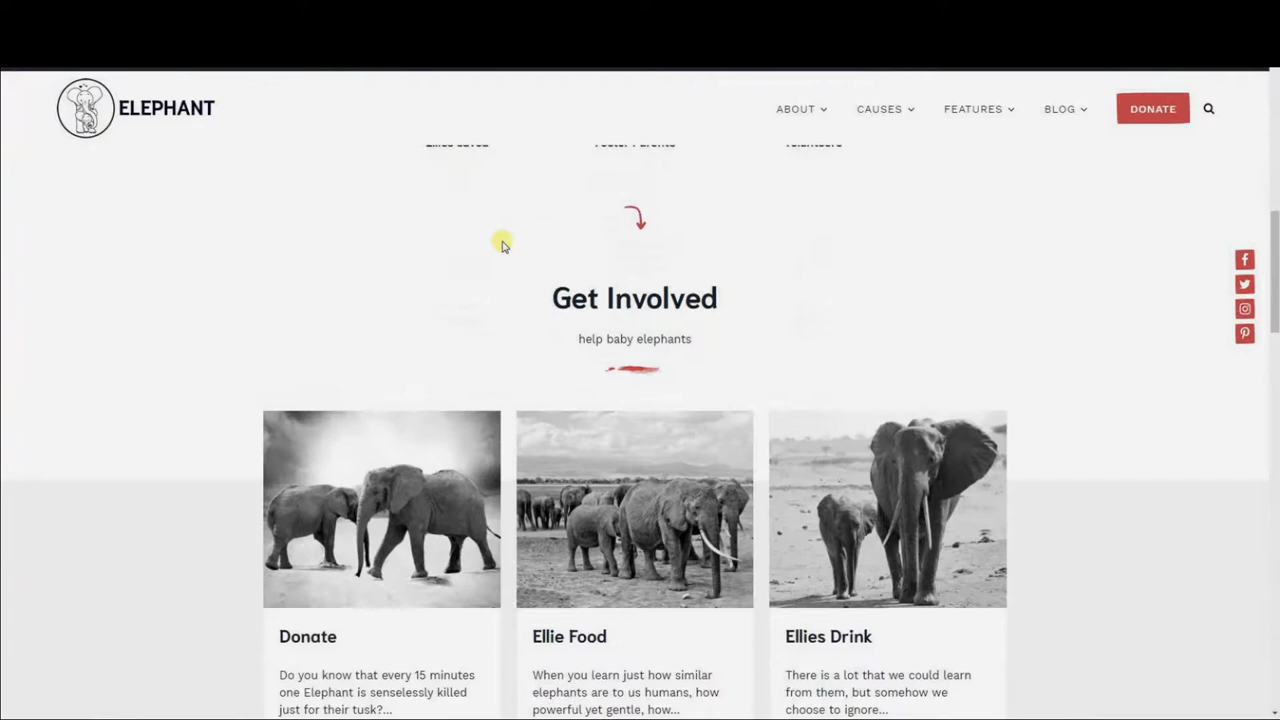 ELEPHANT
ABOUT
CAUSES
FEATURES
BLOG
DONATE
Get Involved
help baby elephants
Donate
Do you know that every 15 minutes
one Elephant is senselessly killed
just for their tusk?...
Ellie Food
When you learn just how similar
elephants are to us humans, how
powerful yet gentle, how...
Ellies Drink
There is a lot that we could learn
from them, but somehow we
choose to ignore...